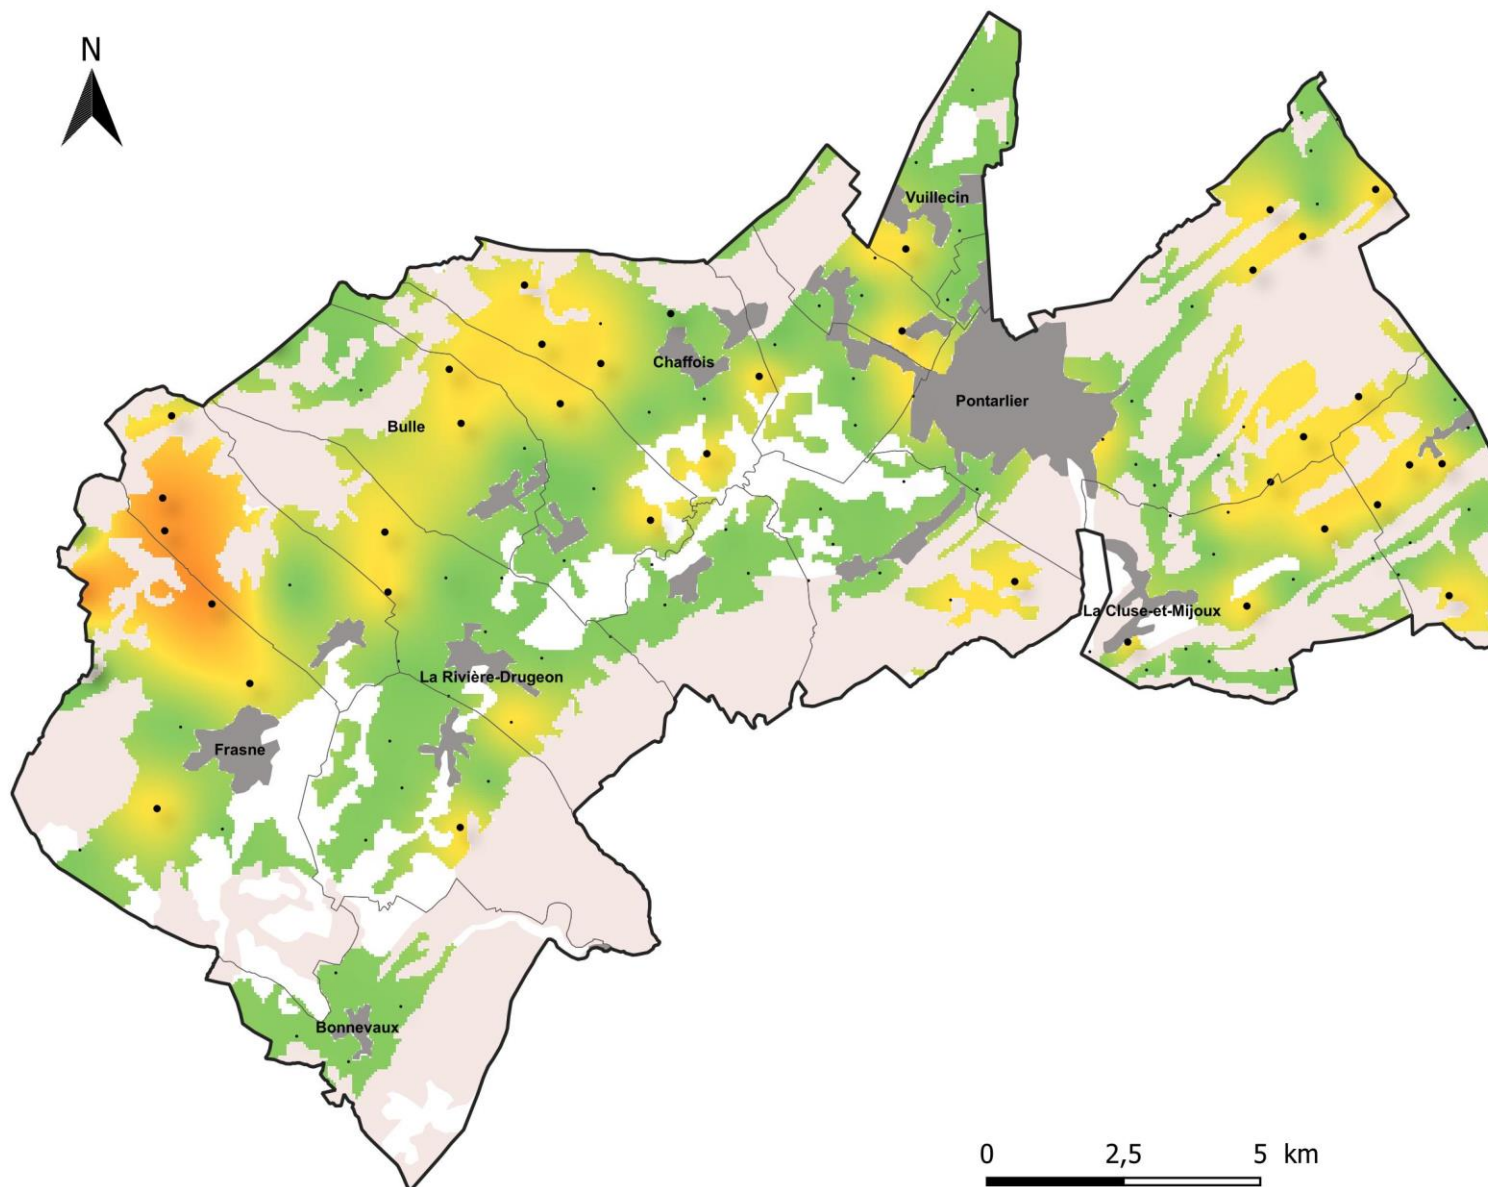 N
Vuillecin
Chaffois
Pontarlier
Bulle
La Cluse-et-Mijoux
La Rivière-Drugeon
Frasne
Bonnevaux
0 2,5 5 km